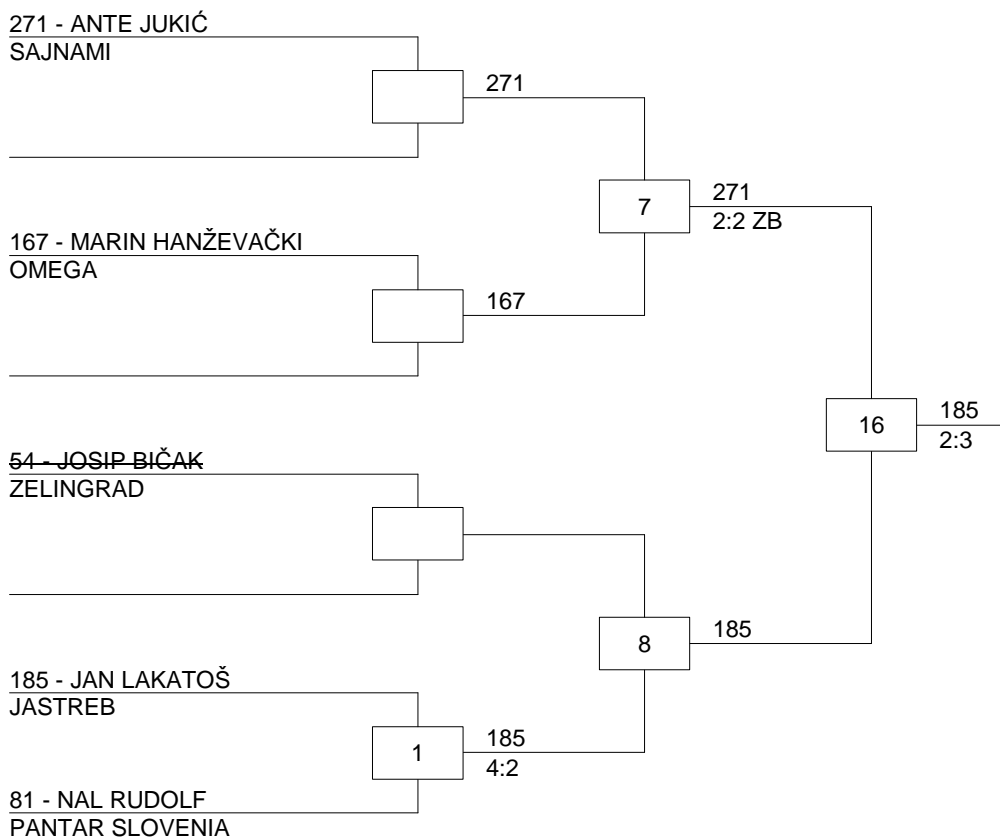 271 - ANTE JUKIĆ
SAJNAMI
271
7
271
2:2 ZB
167 - MARIN HANŽEVAČKI
OMEGA
167
16
185
2:3
54 - JOSIP BIČAK
ZELINGRAD
8
185
185 - JAN LAKATOŠ
JASTREB
1
185
4:2
81 - NAL RUDOLF
PANTAR SLOVENIA